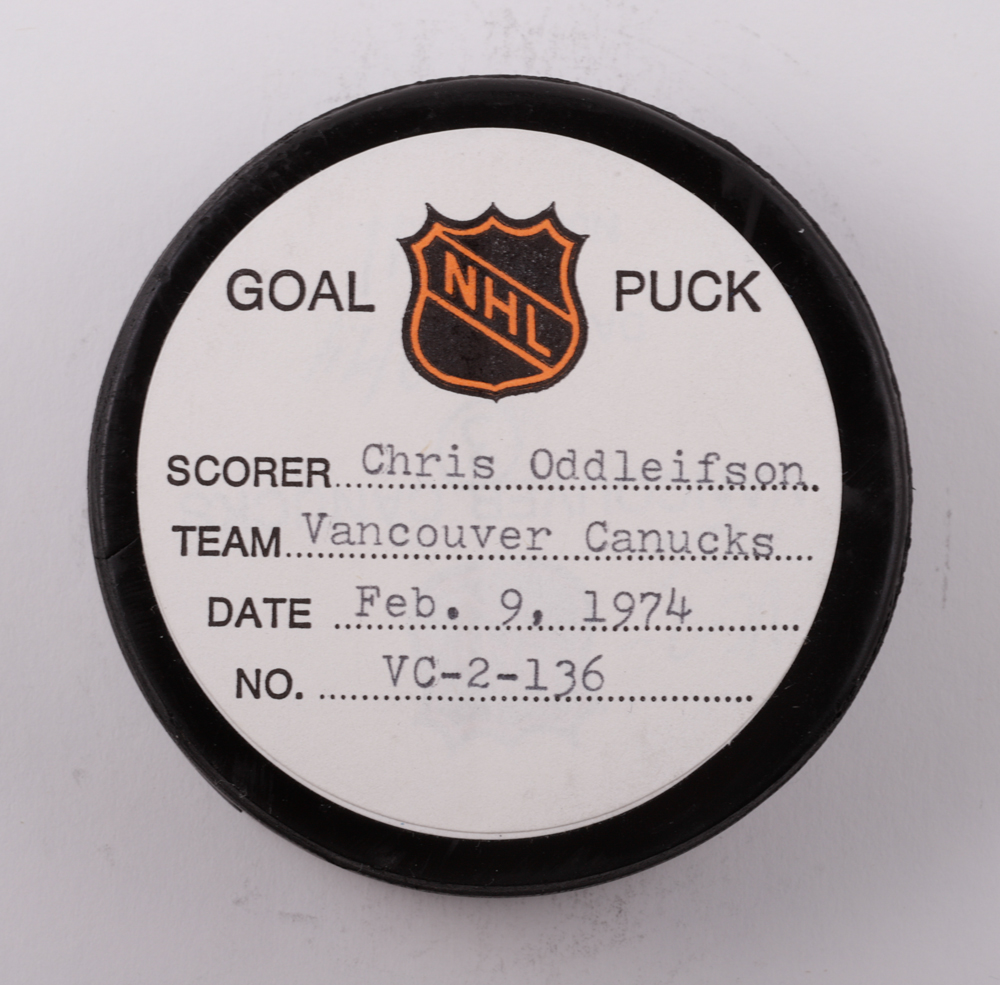 GOAL NHL PUCK
SCORER Chris Oddleifson
TEAM Vancouver Canucks
DATE Feb. 9, 1974
NO. VC-2-136